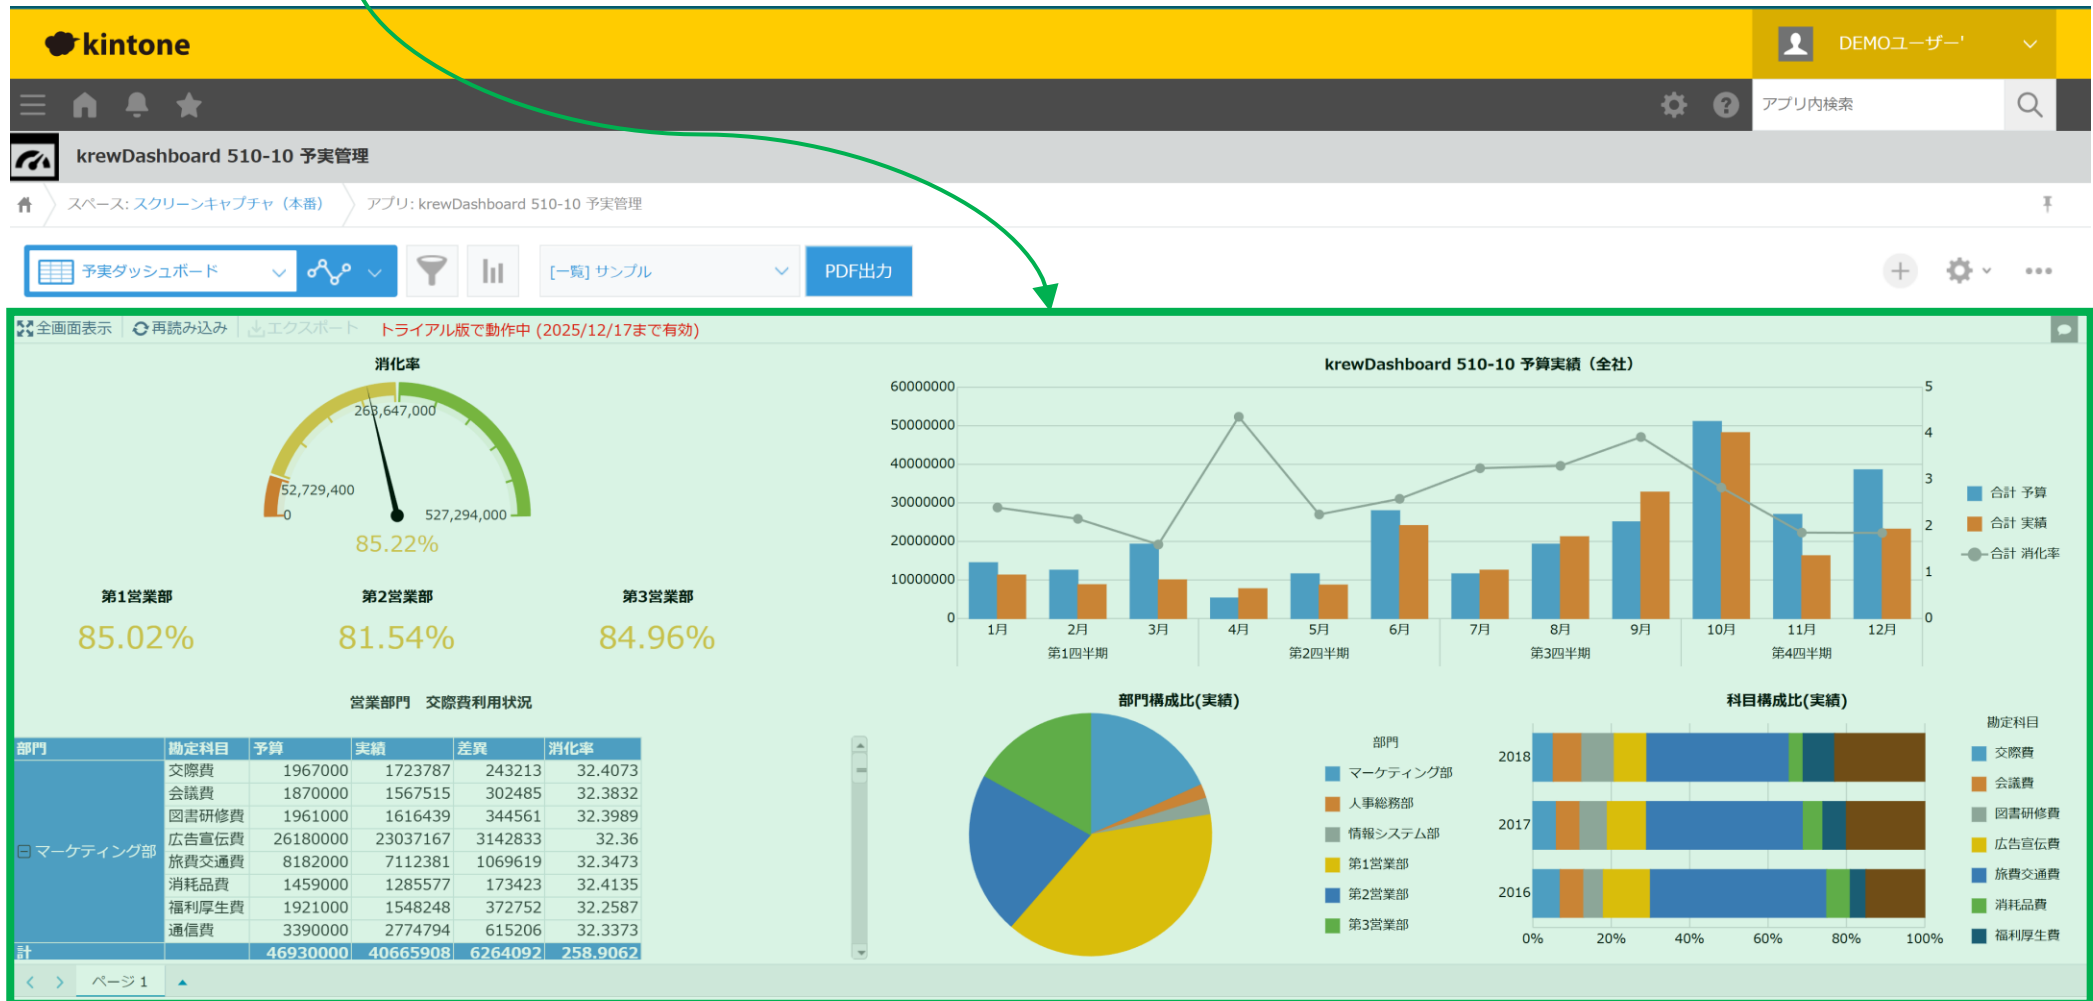 kintone
DEMOユーザー'
アプリ内検索
krewDashboard 510-10 予実管理
スペース: スクリーンキャプチャ（本番） アプリ: krewDashboard 510-10 予実管理
予実ダッシュボード
[一覧] サンプル
PDF出力
全画面表示 再読み込み エクスポート トライアル版で動作中 (2025/12/17まで有効)
消化率
263,647,000
52,729,400
0
527,294,000
85.22%
第1営業部 第2営業部 第3営業部
85.02% 81.54% 84.96%
krewDashboard 510-10 予算実績（全社）
60000000
50000000
40000000
30000000
20000000
10000000
0
5
4
3
2
1
0
1月 2月 3月 4月 5月 6月 7月 8月 9月 10月 11月 12月
第1四半期 第2四半期 第3四半期 第4四半期
合計 予算
合計 実績
合計 消化率
営業部門 交際費利用状況
部門 勘定科目 予算 実績 差異 消化率
交際費 1967000 1723787 243213 32.4073
会議費 1870000 1567515 302485 32.3832
図書研修費 1961000 1616439 344561 32.3989
広告宣伝費 26180000 23037167 3142833 32.36
マーケティング部
旅費交通費 8182000 7112381 1069619 32.3473
消耗品費 1459000 1285577 173423 32.4135
福利厚生費 1921000 1548248 372752 32.2587
通信費 3390000 2774794 615206 32.3373
計 46930000 40665908 6264092 258.9062
部門構成比(実績)
部門
マーケティング部
人事総務部
情報システム部
第1営業部
第2営業部
第3営業部
科目構成比(実績)
2018
2017
2016
0% 20% 40% 60% 80% 100%
勘定科目
交際費
会議費
図書研修費
広告宣伝費
旅費交通費
消耗品費
福利厚生費
ページ 1